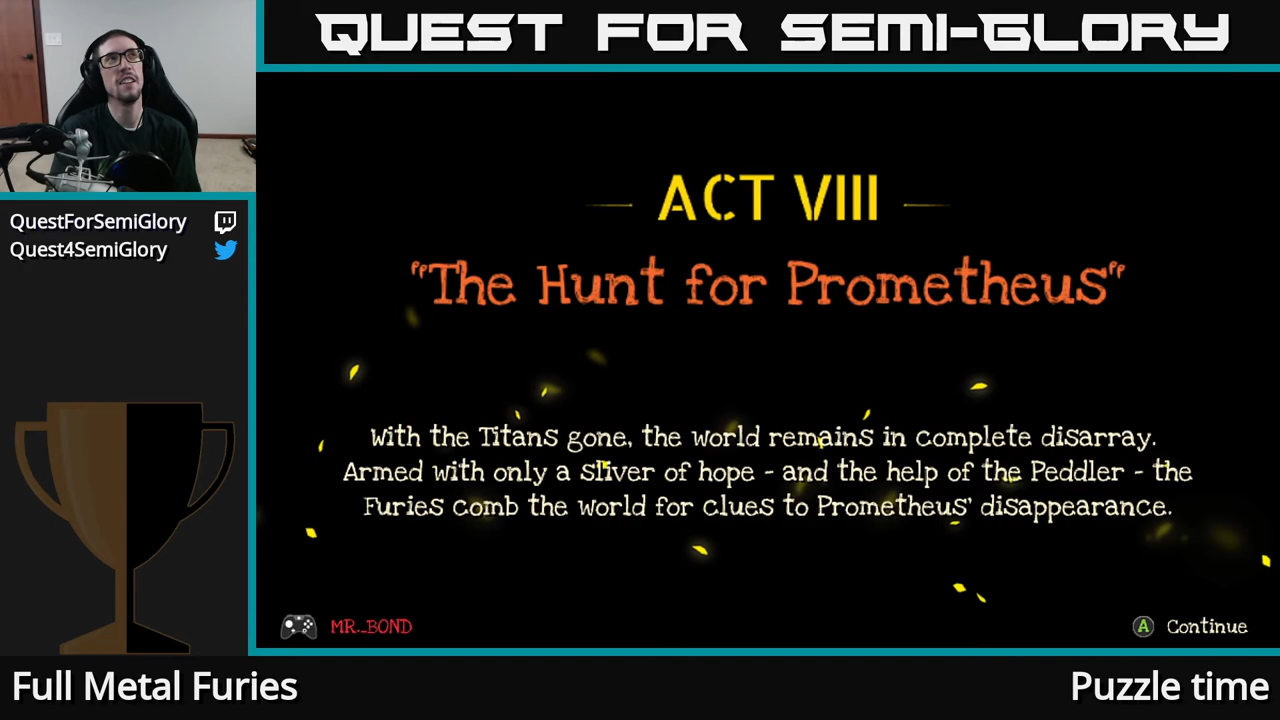 QUEST FOR SEMI-GLORY
QuestForSemiGlory
Quest4SemiGlory
ACT VIII
"The Hunt for Prometheus"
With the Titans gone, the world remains in complete disarray.
Armed with only a sliver of hope - and the help of the Peddler - the
Furies comb the world for clues to Prometheus' disappearance.
MR._BOND
A Continue
Full Metal Furies
Puzzle time